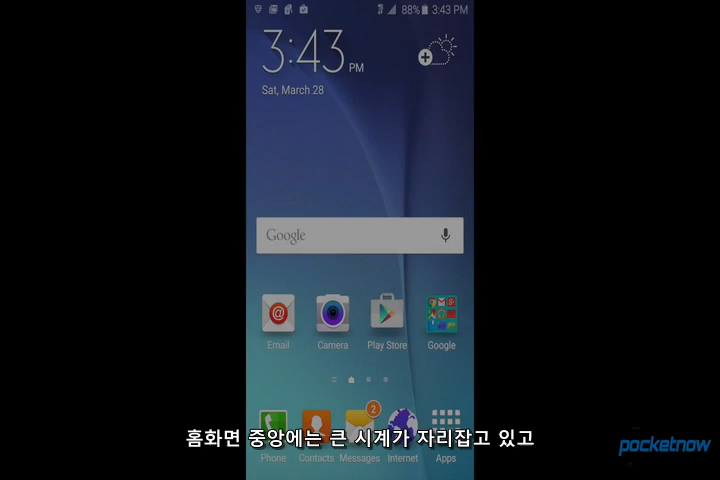 88% 3:43 PM
3:43 PM
Sat, March 28
Google
Email Camera Play Store Google
2
홈화면 중앙에는 큰 시계가 자리잡고 있고
Phone Contacts Messages Internet Apps
pocketnow